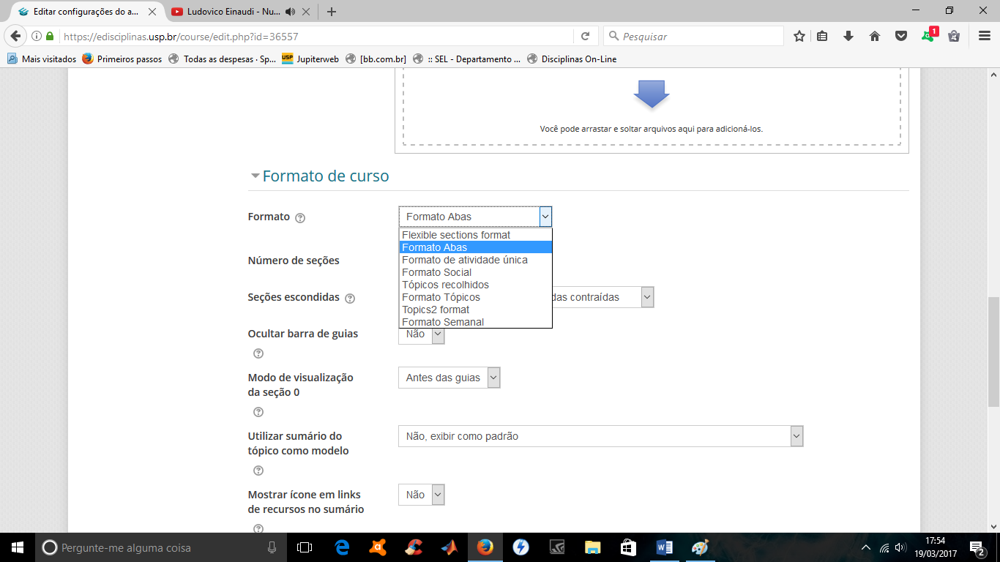 Editar configurações do a...
Ludovico Einaudi - Nu...
https://edisciplinas.usp.br/course/edit.php?id=36557
Pesquisar
1
Mais visitados
Primeiros passos
Todas as despesas · Sp...
USP
Jupiterweb
[bb.com.br]
:: SEL - Departamento ...
Disciplinas On-Line
Você pode arrastar e soltar arquivos aqui para adicioná-los.
Formato de curso
Formato
Formato Abas
Flexible sections format
Formato Abas
Formato de atividade única
Formato Social
Tópicos recolhidos
Formato Tópicos
Topics2 format
Formato Semanal
Número de seções
Seções escondidas
das contraídas
Ocultar barra de guias
Não
Modo de visualização
da seção 0
Antes das guias
Utilizar sumário do
tópico como modelo
Não, exibir como padrão
Mostrar ícone em links
de recursos no sumário
Não
Pergunte-me alguma coisa
17:54
19/03/2017
2